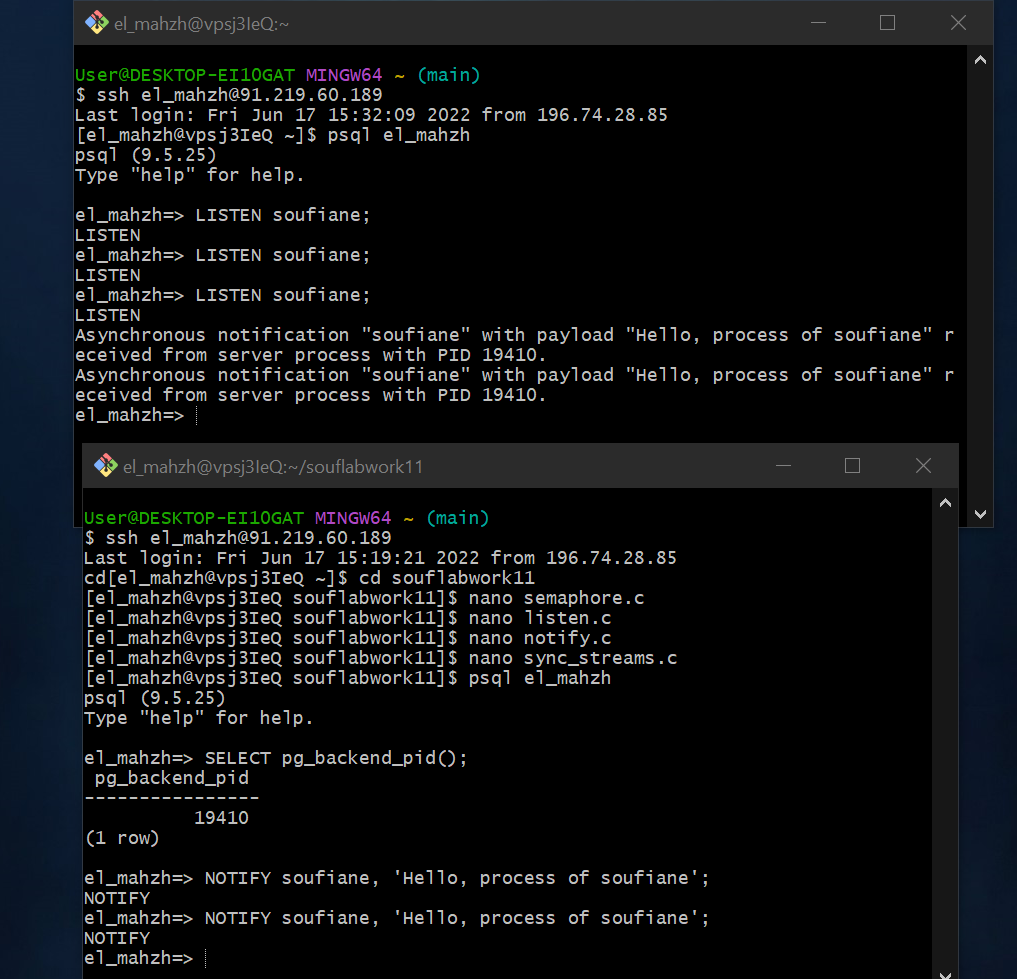 el_mahzh@vpsj3IeQ:~
User@DESKTOP-EI10GAT MINGW64 ~ (main)
$ ssh el_mahzh@91.219.60.189
Last login: Fri Jun 17 15:32:09 2022 from 196.74.28.85
[el_mahzh@vpsj3IeQ ~]$ psql el_mahzh
psql (9.5.25)
Type "help" for help.
el_mahzh=> LISTEN soufiane;
LISTEN
el_mahzh=> LISTEN soufiane;
LISTEN
el_mahzh=> LISTEN soufiane;
LISTEN
Asynchronous notification "soufiane" with payload "Hello, process of soufiane" r
eceived from server process with PID 19410.
Asynchronous notification "soufiane" with payload "Hello, process of soufiane" r
eceived from server process with PID 19410.
el_mahzh=>
el_mahzh@vpsj3IeQ:~/souflabwork11
User@DESKTOP-EI10GAT MINGW64 ~ (main)
$ ssh el_mahzh@91.219.60.189
Last login: Fri Jun 17 15:19:21 2022 from 196.74.28.85
cd[el_mahzh@vpsj3IeQ ~]$ cd souflabwork11
[el_mahzh@vpsj3IeQ souflabwork11]$ nano semaphore.c
[el_mahzh@vpsj3IeQ souflabwork11]$ nano listen.c
[el_mahzh@vpsj3IeQ souflabwork11]$ nano notify.c
[el_mahzh@vpsj3IeQ souflabwork11]$ nano sync_streams.c
[el_mahzh@vpsj3IeQ souflabwork11]$ psql el_mahzh
psql (9.5.25)
Type "help" for help.
el_mahzh=> SELECT pg_backend_pid();
pg_backend_pid
----------------
19410
(1 row)
el_mahzh=> NOTIFY soufiane, 'Hello, process of soufiane';
NOTIFY
el_mahzh=> NOTIFY soufiane, 'Hello, process of soufiane';
NOTIFY
el_mahzh=>